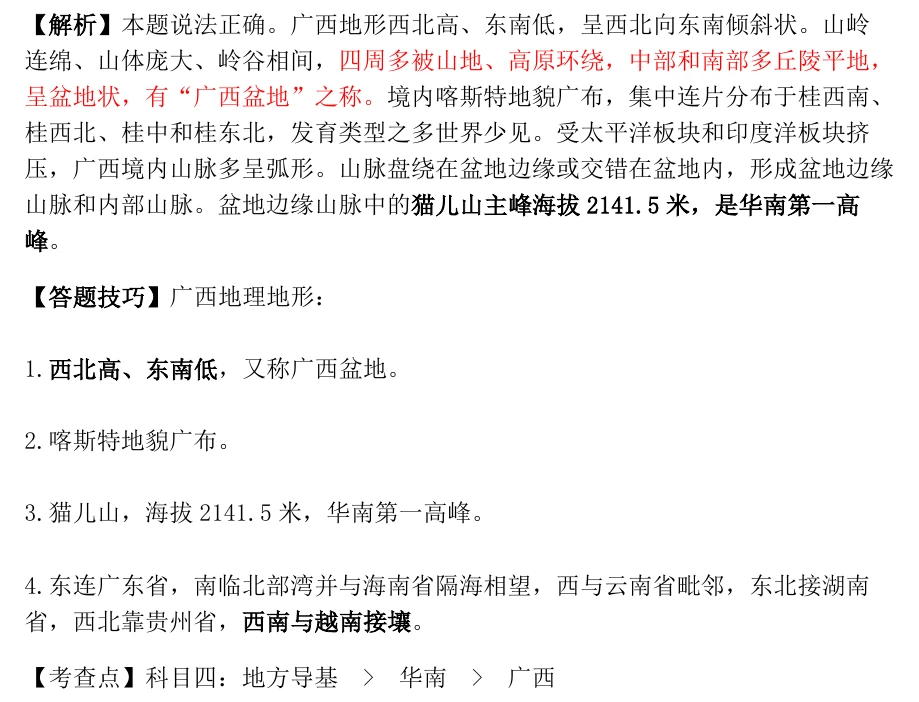 【解析】本题说法正确。广西地形西北高、东南低，呈西北向东南倾斜状。山岭
连绵、山体庞大、岭谷相间，四周多被山地、高原环绕，中部和南部多丘陵平地，
呈盆地状，有“广西盆地”之称。境内喀斯特地貌广布，集中连片分布于桂西南、
桂西北、桂中和桂东北，发育类型之多世界少见。受太平洋板块和印度洋板块挤
压，广西境内山脉多呈弧形。山脉盘绕在盆地边缘或交错在盆地内，形成盆地边缘
山脉和内部山脉。盆地边缘山脉中的猫儿山主峰海拔 2141.5 米，是华南第一高
峰。
【答题技巧】广西地理地形：
1.西北高、东南低，又称广西盆地。
2.喀斯特地貌广布。
3.猫儿山，海拔 2141.5 米，华南第一高峰。
4.东连广东省，南临北部湾并与海南省隔海相望，西与云南省毗邻，东北接湖南
省，西北靠贵州省，西南与越南接壤。
【考查点】科目四：地方导基 > 华南 > 广西